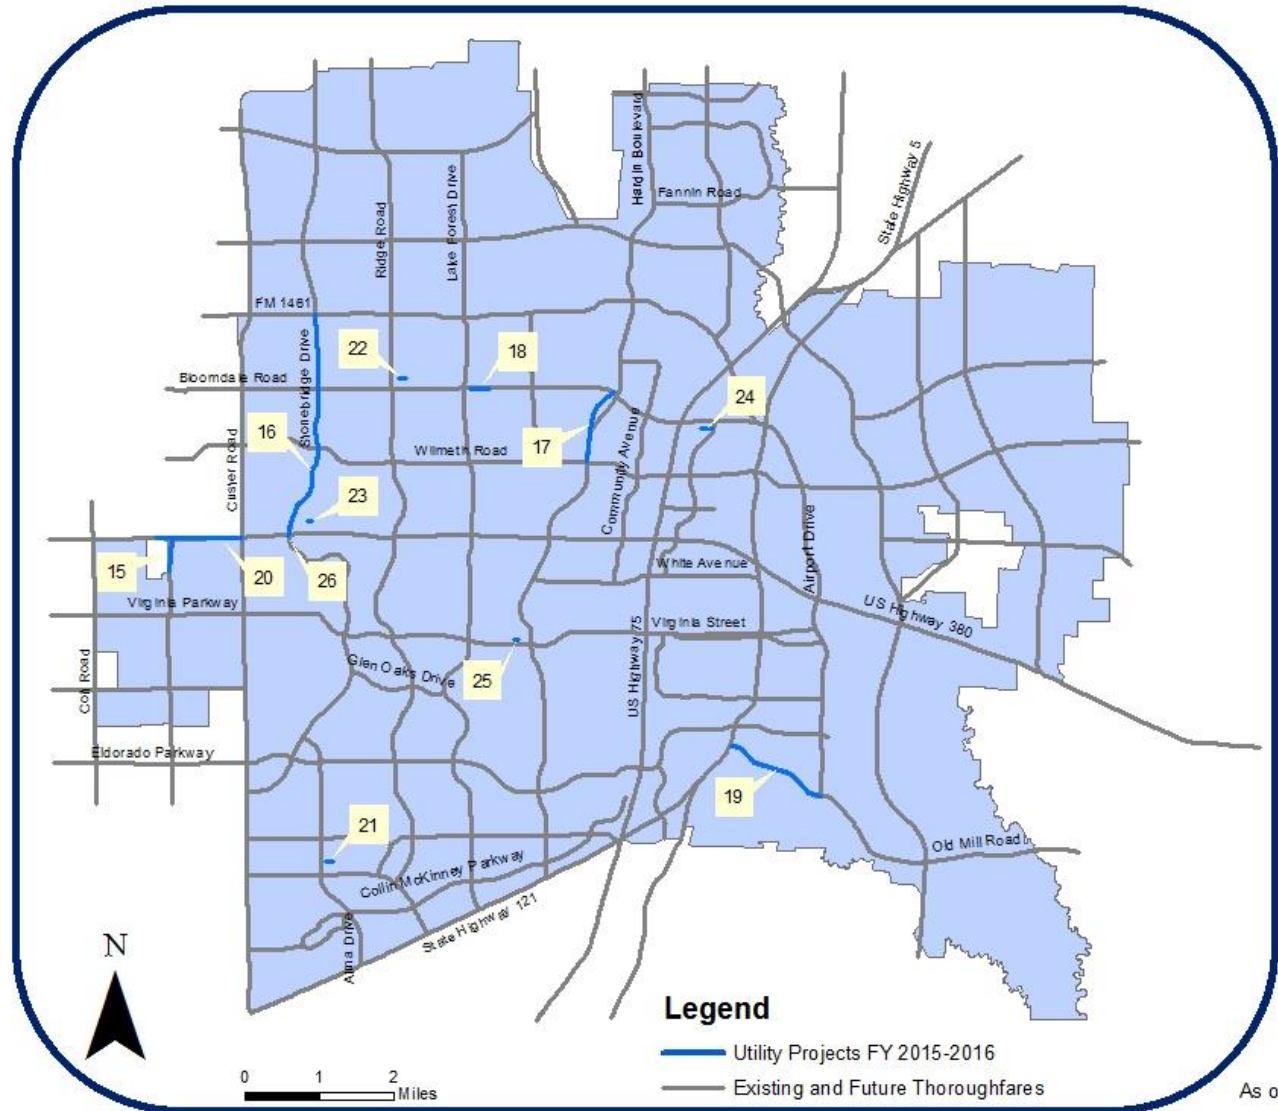 Hardin Boulevard
State Highway 5
Fannin Road
Lake Forest Drive
Ridge Road
FM 1461
Stonebridge Drive
22
18
Bloomdale Road
24
16
Custer Road
Wilmeth Road
17
Community Avenue
23
Airport Drive
15
20
26
White Avenue
Virginia Parkway
US Highway 380
Virginia Street
Glen Oaks Drive
25
Coit Road
US Highway 75
Eldorado Parkway
19
21
Old Mill Road
Collin McKinney Parkway
State Highway 121
Alma Drive
N
Legend
Utility Projects FY 2015-2016
Existing and Future Thoroughfares
0 1 2
Miles
As o